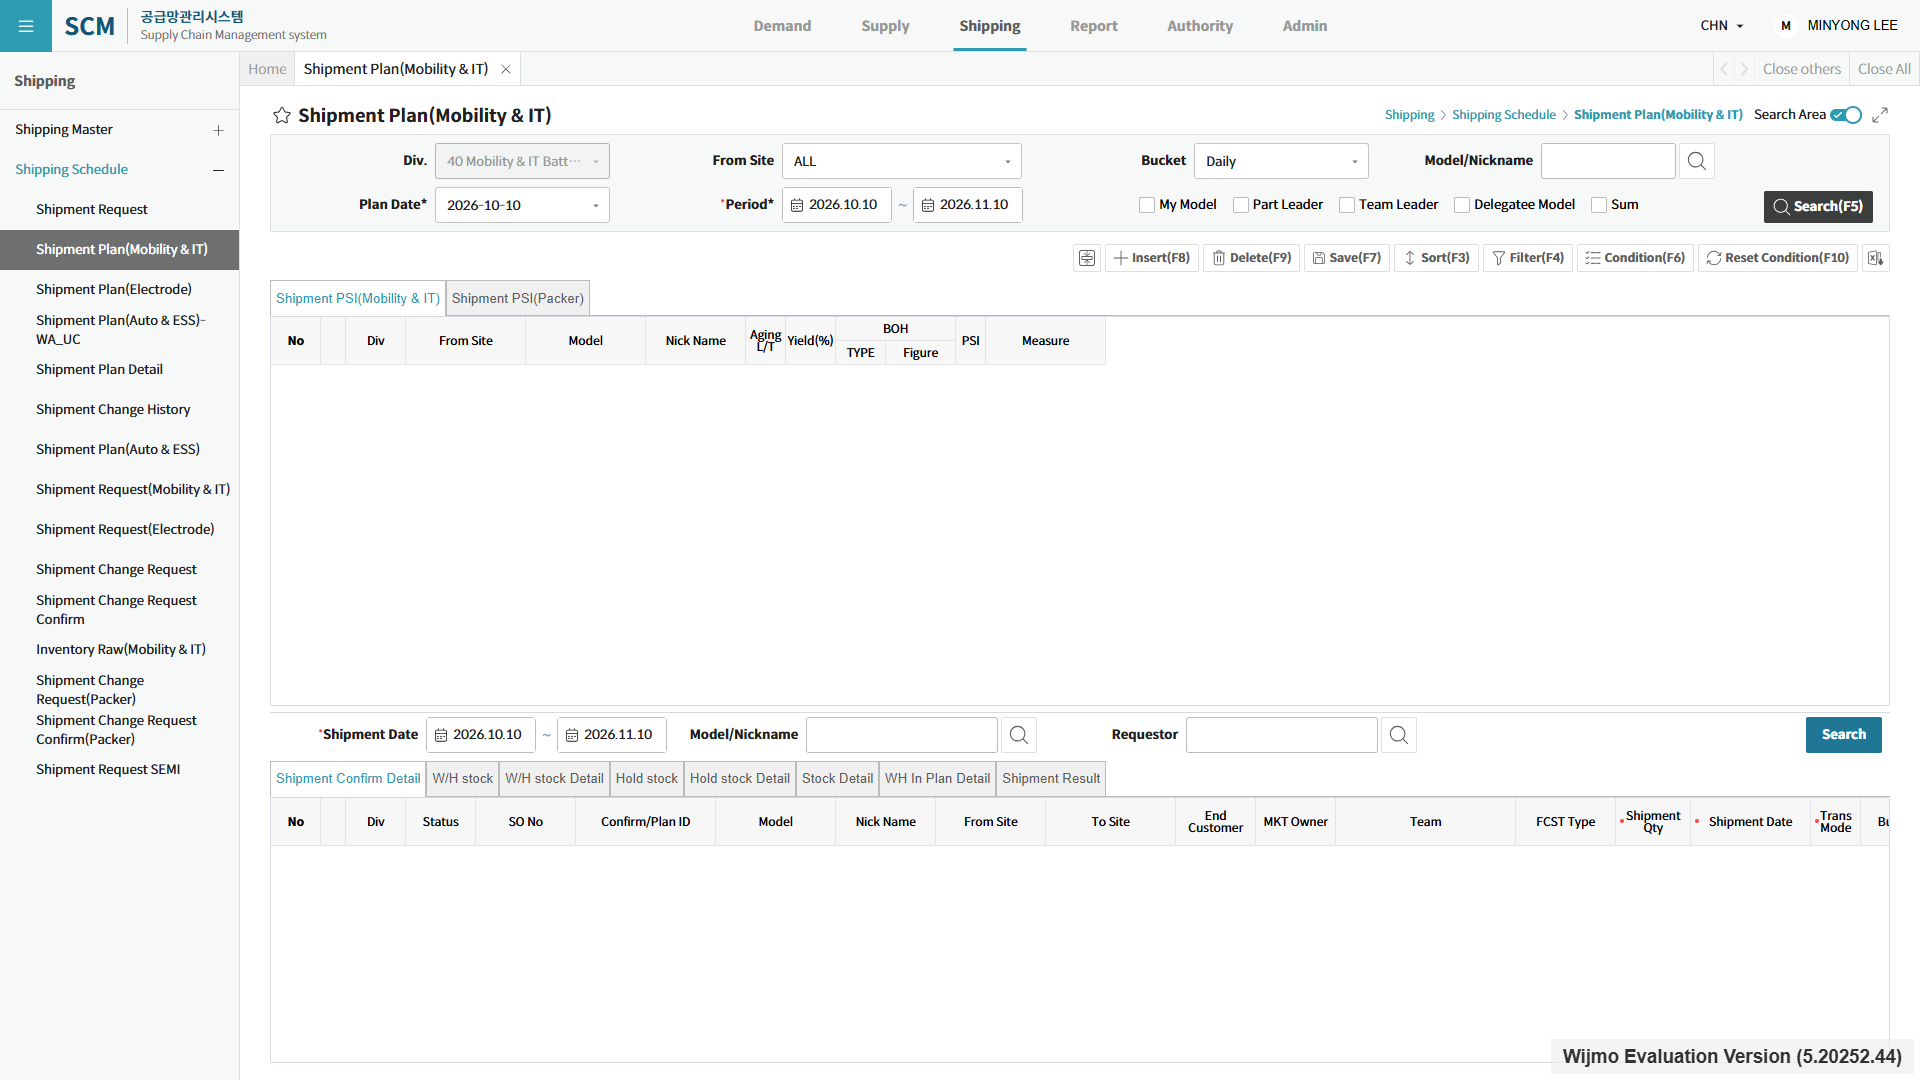 SCM
공급망관리시스템
Supply Chain Management system
Demand
Supply
Shipping
Report
Authority
Admin
CHN
M
MINYONG LEE
Shipping
Home
Shipment Plan(Mobility & IT)
Close others
Close All
Shipping Master
Shipping Schedule
Shipment Request
Shipment Plan(Mobility & IT)
Shipment Plan(Electrode)
Shipment Plan(Auto & ESS)-
WA_UC
Shipment Plan Detail
Shipment Change History
Shipment Plan(Auto & ESS)
Shipment Request(Mobility & IT)
Shipment Request(Electrode)
Shipment Change Request
Shipment Change Request
Confirm
Inventory Raw(Mobility & IT)
Shipment Change
Request(Packer)
Shipment Change Request
Confirm(Packer)
Shipment Request SEMI
Shipment Plan(Mobility & IT)
Shipping > Shipping Schedule > Shipment Plan(Mobility & IT)
Search Area
Div.
40 Mobility & IT Batt···
From Site
ALL
Bucket
Daily
Model/Nickname
Plan Date*
2026-10-10
*Period*
2026.10.10 ~ 2026.11.10
My Model
Part Leader
Team Leader
Delegatee Model
Sum
Search(F5)
Insert(F8)
Delete(F9)
Save(F7)
Sort(F3)
Filter(F4)
Condition(F6)
Reset Condition(F10)
Shipment PSI(Mobility & IT)
Shipment PSI(Packer)
No
Div
From Site
Model
Nick Name
Aging
L/T
Yield(%)
BOH
TYPE
Figure
PSI
Measure
*Shipment Date
2026.10.10 ~ 2026.11.10
Model/Nickname
Requestor
Search
Shipment Confirm Detail
W/H stock
W/H stock Detail
Hold stock
Hold stock Detail
Stock Detail
WH In Plan Detail
Shipment Result
No
Div
Status
SO No
Confirm/Plan ID
Model
Nick Name
From Site
To Site
End
Customer
MKT Owner
Team
FCST Type
Shipment
Qty
Shipment Date
Trans
Mode
Wijmo Evaluation Version (5.20252.44)